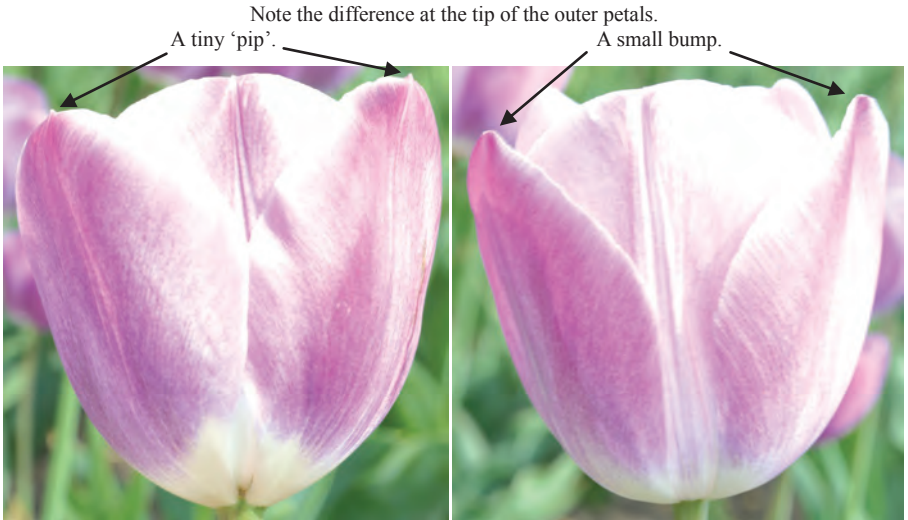 Note the difference at the tip of the outer petals.
A tiny ‘pip’.
A small bump.